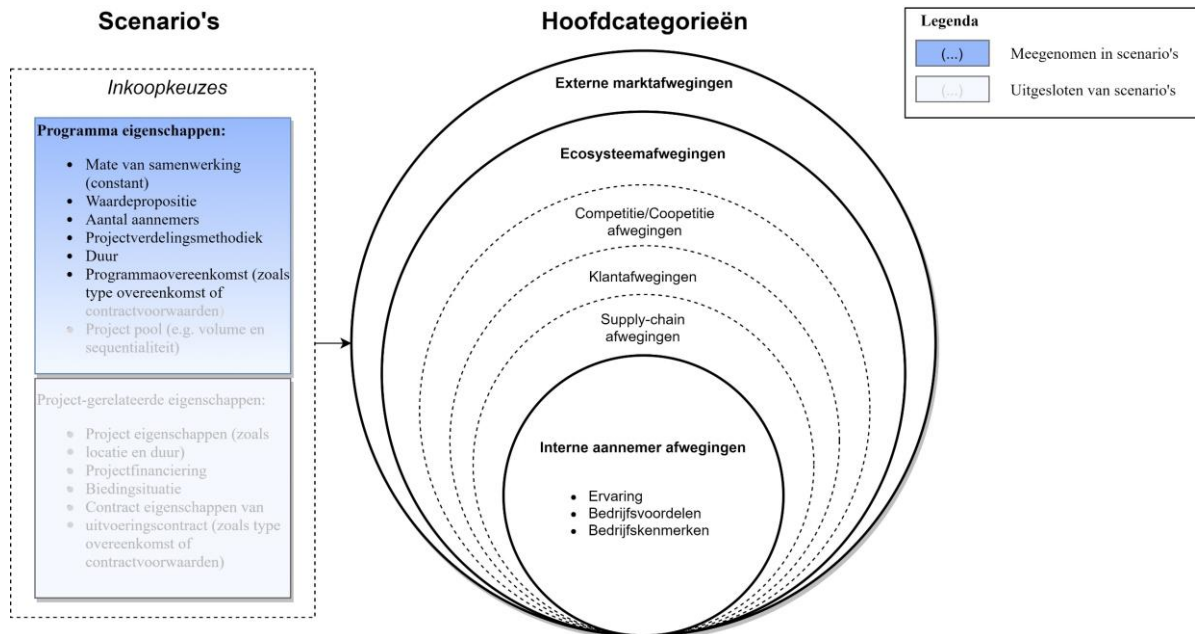 Scenario's
Inkoopkeuzes
Programma eigenschappen:
• Mate van samenwerking
(constant)
• Waardepropositie
• Aantal aannemers
• Projectverdelingsmethodiek
• Duur
• Programmaovereenkomst (zoals
type overeenkomst of
contractvoorwaarden)
• Project pool (e.g. volume en
sequentialiteit)
Project-gerelateerde eigenschappen:
• Project eigenschappen (zoals
• locatie en duur)
• Projectfinanciering
• Biedingsituatie
• Contract eigenschappen van
• uitvoeringscontract (zoals type
overeenkomst of
contractvoorwaarden)
Hoofdcategorieën
Externe marktafwegingen
Ecosysteemafwegingen
Competitie/Coopetitie
afwegingen
Klantafwegingen
Supply-chain
afwegingen
Interne aannemer afwegingen
• Ervaring
• Bedrijfsvoordelen
• Bedrijfskenmerken
Legenda
(...) Meegenomen in scenario's
(...) Uitgesloten van scenario's